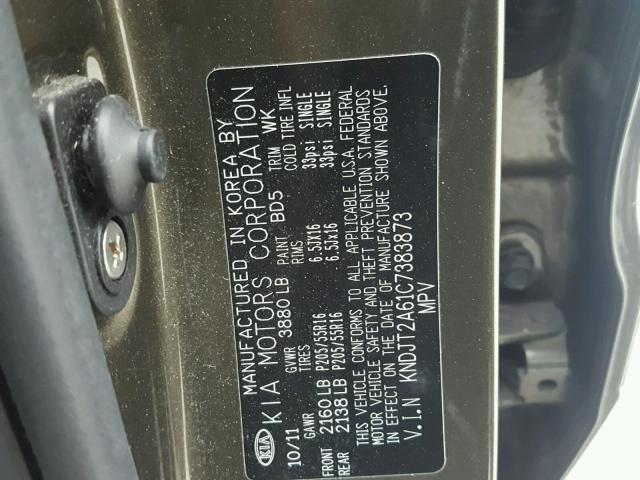 KIA
MANUFACTURED IN KOREA BY
KIA MOTORS CORPORATION
10/11 GVWR 3880 LB PAINT BD5 TRIM WK
GAWR TIRES RIMS COLD TIRE INFL
FRONT 2160 LB P205/55R16 6.5Jx16 33psi SINGLE
REAR 2138 LB P205/55R16 6.5Jx16 33psi SINGLE
THIS VEHICLE CONFORMS TO ALL APPLICABLE U.S.A. FEDERAL
MOTOR VEHICLE SAFETY AND THEFT PREVENTION STANDARDS
IN EFFECT ON THE DATE OF MANUFACTURE SHOWN ABOVE.
V.I.N KNDJT2A61C7383873
MPV